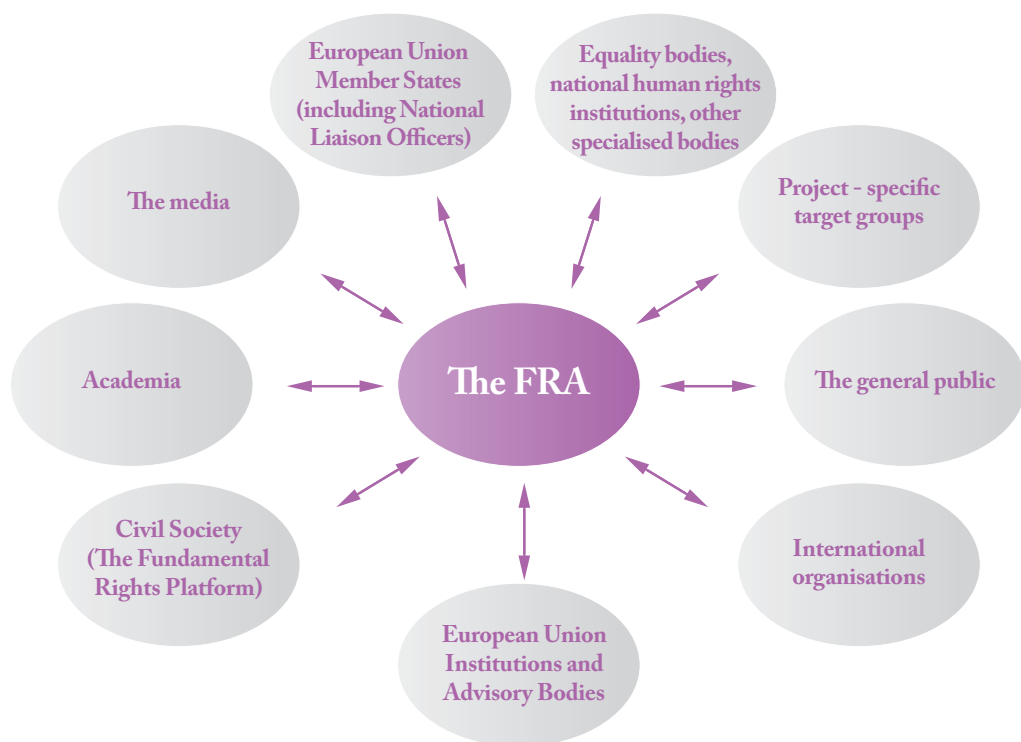 European Union
Member States
(including National
Liaison Officers)
Equality bodies,
national human rights
institutions, other
specialised bodies
The media
Project - specific
target groups
Academia
The FRA
The general public
Civil Society
(The Fundamental
Rights Platform)
International
organisations
European Union
Institutions and
Advisory Bodies